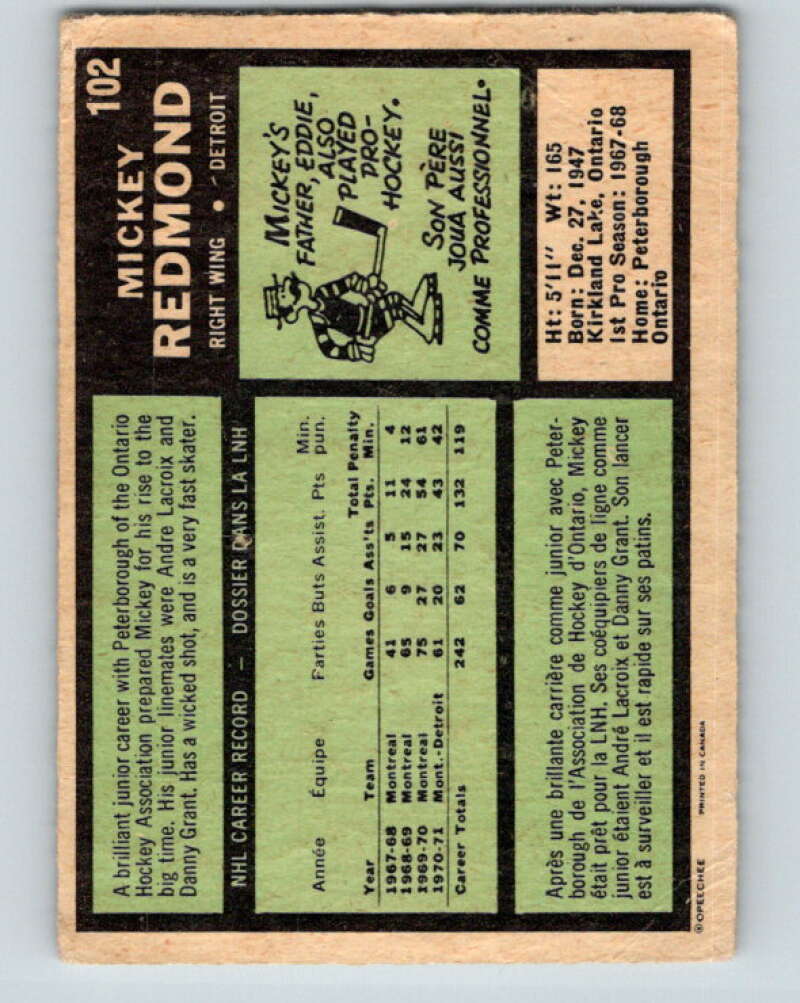 102
MICKEY
REDMOND
RIGHT WING • DETROIT
A brilliant junior career with Peterborough of the Ontario
Hockey Association prepared Mickey for his rise to the
big time. His junior linemates were Andre Lacroix and
Danny Grant. Has a wicked shot, and is a very fast skater.
MICKEY'S
FATHER, EDDIE,
ALSO
PLAYED
PRO-
HOCKEY.
SON PÈRE
JOUA AUSSI
COMME PROFESSIONNEL.
NHL CAREER RECORD — DOSSIER DANS LA LNH
Année Équipe Farties Buts Assist. Pts Min. pun.
Year Team Games Goals Ass'ts Total Pts. Penalty Min.
1967-68 Montreal 41 6 5 11 4
1968-69 Montreal 65 9 15 24 12
1969-70 Montreal 75 27 27 54 61
1970-71 Mont.-Detroit 61 20 23 43 42
Career Totals 242 62 70 132 119
Ht: 5'11" Wt: 165
Born: Dec. 27, 1947
Kirkland Lake, Ontario
1st Pro Season: 1967-68
Home: Peterborough
Ontario
Après une brillante carrière comme junior avec Peter-
borough de l'Association de Hockey d'Ontario, Mickey
était prêt pour la LNH. Ses coéquipiers de ligne comme
junior étaient André Lacroix et Danny Grant. Son lancer
est à surveiller et il est rapide sur ses patins.
© OPEECHEE PRINTED IN CANADA